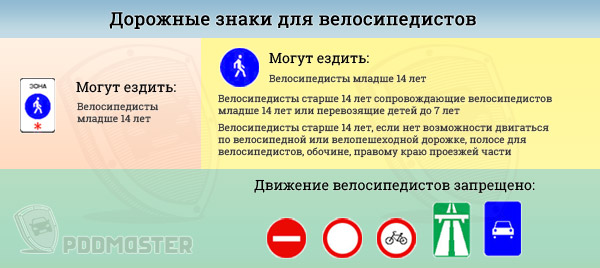 Дорожные знаки для велосипедистов
ЗОНА
Могут ездить:
Велосипедисты
младше 14 лет
Могут ездить:
Велосипедисты младше 14 лет
Велосипедисты старше 14 лет сопровождающие велосипедистов
младше 14 лет или перевозящие детей до 7 лет
Велосипедисты старше 14 лет, если нет возможности двигаться
по велосипедной или велопешеходной дорожке, полосе для
велосипедистов, обочине, правому краю проезжей части
Движение велосипедистов запрещено:
PDDMASTER